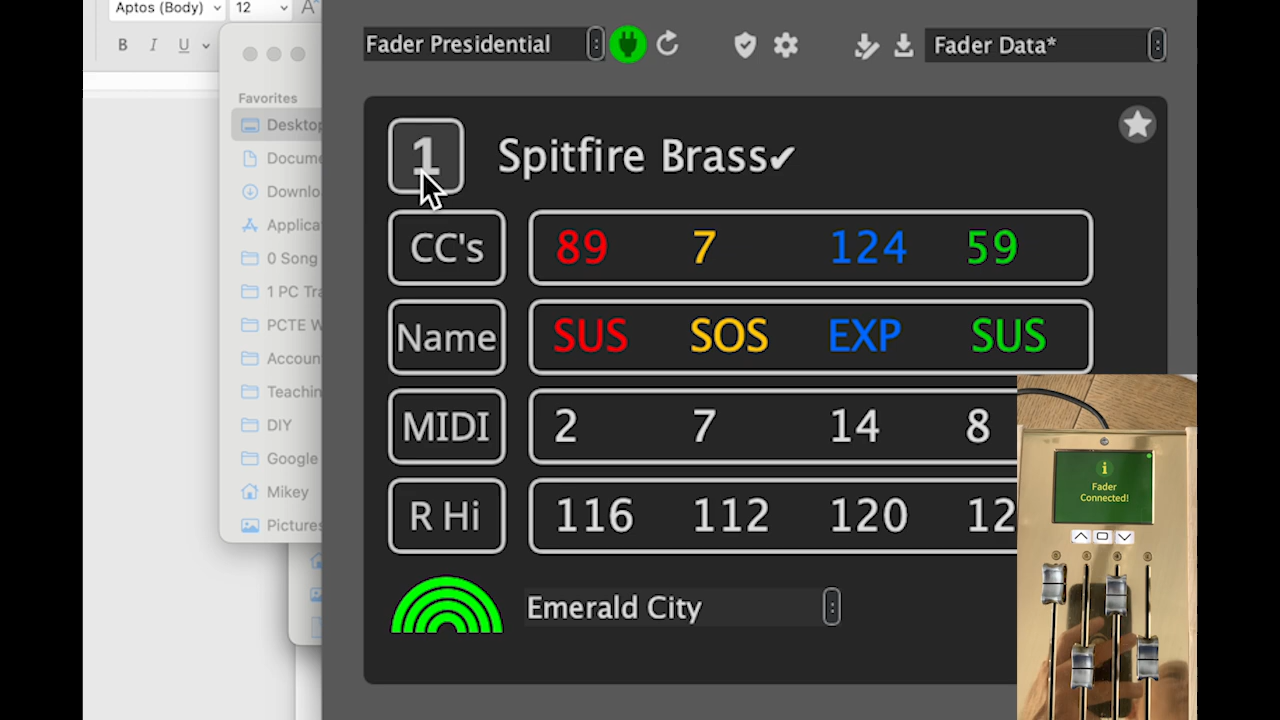 Aptos (Body) 12 A
B I U
Favorites
Desktop
Docume
Downlo
Applica
0 Song
1 PC Tra
PCTE W
Accoun
Teachin
DIY
Google
Mikey
Pictures
Fader Presidential
Fader Data*
1 Spitfire Brass✔
CC's 89 7 124 59
Name SUS SOS EXP SUS
MIDI 2 7 14 8
R Hi 116 112 120 12
Emerald City
i
Fader
Connected!